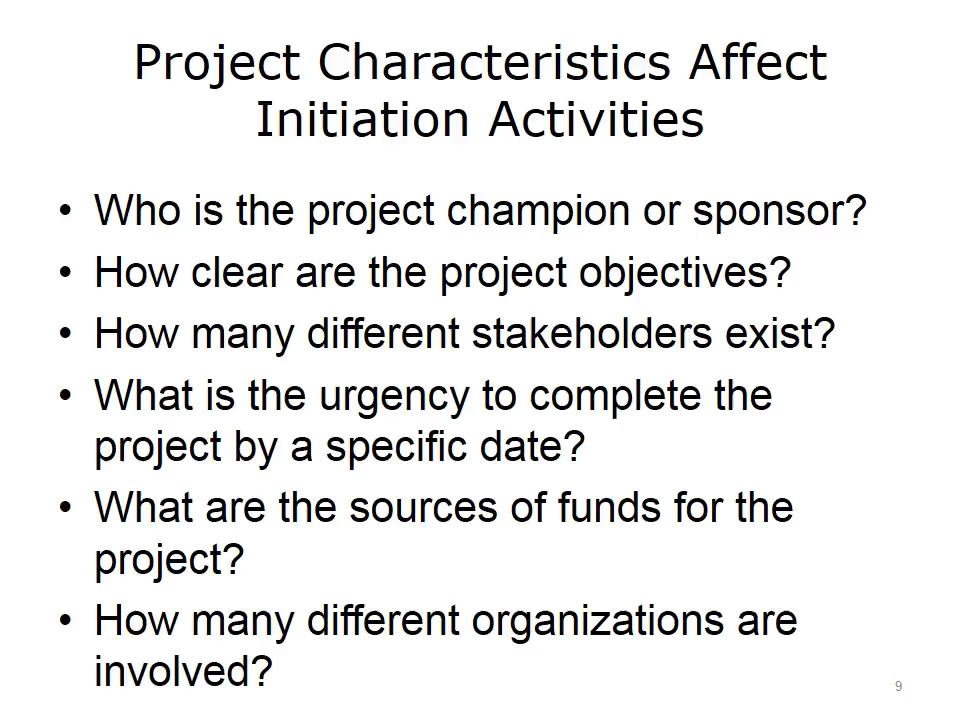 Project Characteristics Affect
Initiation Activities
• Who is the project champion or sponsor?
• How clear are the project objectives?
• How many different stakeholders exist?
• What is the urgency to complete the
project by a specific date?
• What are the sources of funds for the
project?
• How many different organizations are
involved?
9